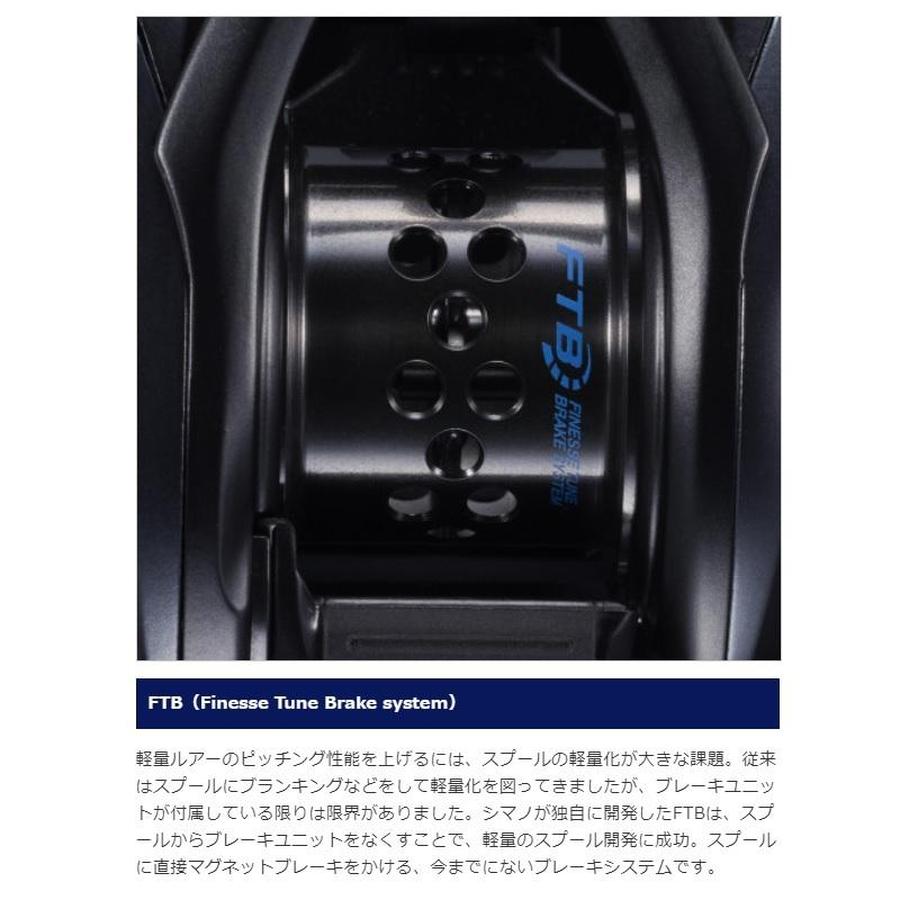 FTB
FINESSE TUNE
BRAKE SYSTEM
FTB（Finesse Tune Brake system）
軽量ルアーのピッチング性能を上げるには、スプールの軽量化が大きな課題。従来
はスプールにブランキングなどをして軽量化を図ってきましたが、ブレーキユニッ
トが付属している限りは限界がありました。シマノが独自に開発したFTBは、スプ
ールからブレーキユニットをなくすことで、軽量のスプール開発に成功。スプール
に直接マグネットブレーキをかける、今までにないブレーキシステムです。